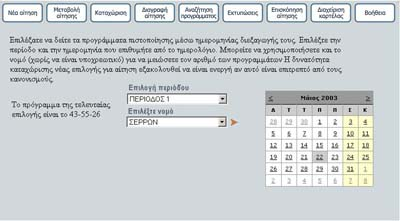 Νέα αίτηση
Μεταβολή αίτησης
Καταχώριση
Διαγραφή αίτησης
Αναζήτηση προγράμματος
Εκτυπώσεις
Επισκόπηση αίτησης
Διαχείριση καρτέλας
Βοήθεια
Επιλέξατε να δείτε τα προγράμματα πιστοποίησης μέσω ημερομηνίας διεξαγωγής τους. Επιλέξτε την
περίοδο και την ημερομηνία που επιθυμήτε από το ημερολόγιο. Μπορείτε να χρησιμοποιήσετε και το
νομό (χωρίς να είναι υποχρεωτικό) για να μειώσετε τον αριθμό των προγραμμάτων Η δυνατότητα
καταχώρισης νέας επιλογής για αίτηση εξακολουθεί να είναι ενεργή αν αυτό είναι επιτρεπτό από τους
κανονισμούς.
Το πρόγραμμα της τελευταίας
επιλογής είναι το 43-55-26
Επιλογή περιόδου
ΠΕΡΙΟΔΟΣ 1
Επιλέξτε νομό
ΣΕΡΡΩΝ
< Μάιος 2003 >
Δ Τ Τ Π Π Σ Κ
28 29 30 1 2 3 4
5 6 7 8 9 10 11
12 13 14 15 16 17 18
19 20 21 22 23 24 25
26 27 28 29 30 31 1
2 3 4 5 6 7 8